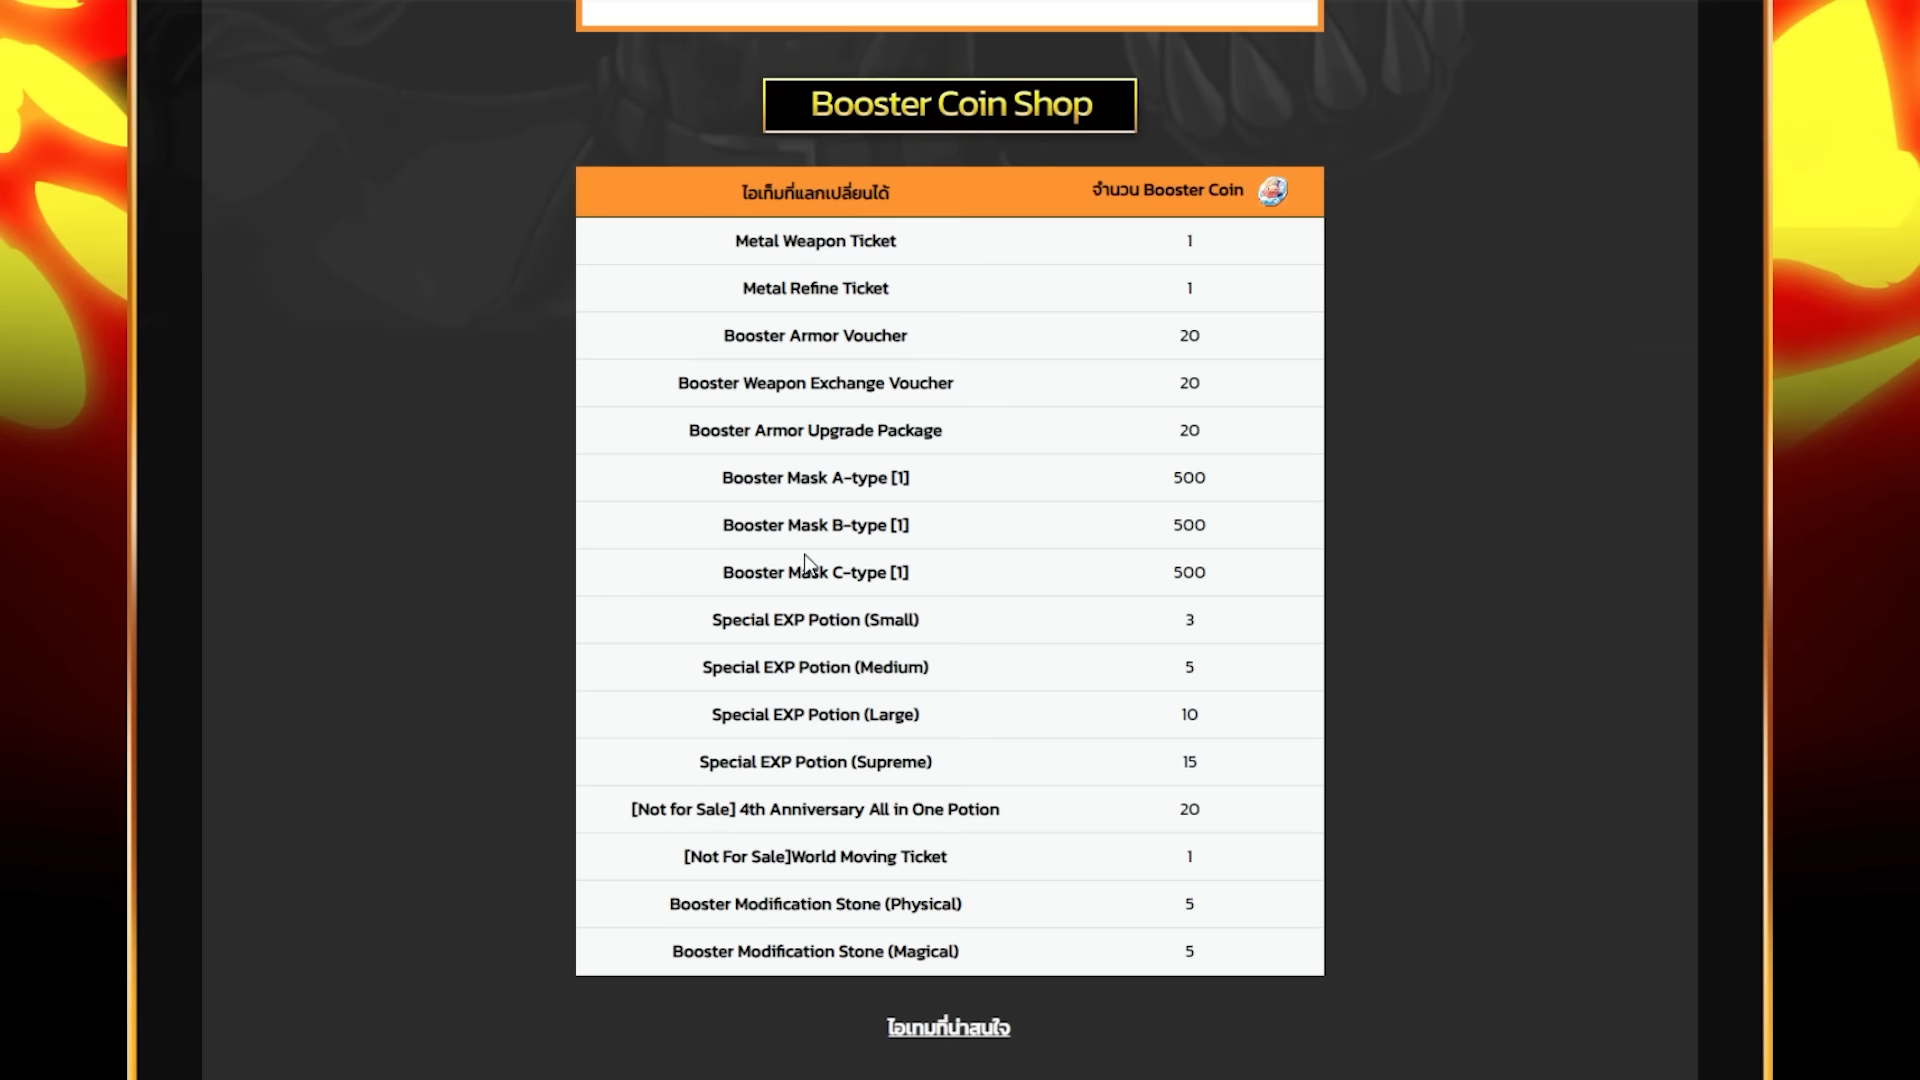 Booster Coin Shop
ไอเท็มที่แลกเปลี่ยนได้ จำนวน Booster Coin
Metal Weapon Ticket 1
Metal Refine Ticket 1
Booster Armor Voucher 20
Booster Weapon Exchange Voucher 20
Booster Armor Upgrade Package 20
Booster Mask A-type [1] 500
Booster Mask B-type [1] 500
Booster Mask C-type [1] 500
Special EXP Potion (Small) 3
Special EXP Potion (Medium) 5
Special EXP Potion (Large) 10
Special EXP Potion (Supreme) 15
[Not for Sale] 4th Anniversary All in One Potion 20
[Not For Sale]World Moving Ticket 1
Booster Modification Stone (Physical) 5
Booster Modification Stone (Magical) 5
ไอเทมที่น่าสนใจ